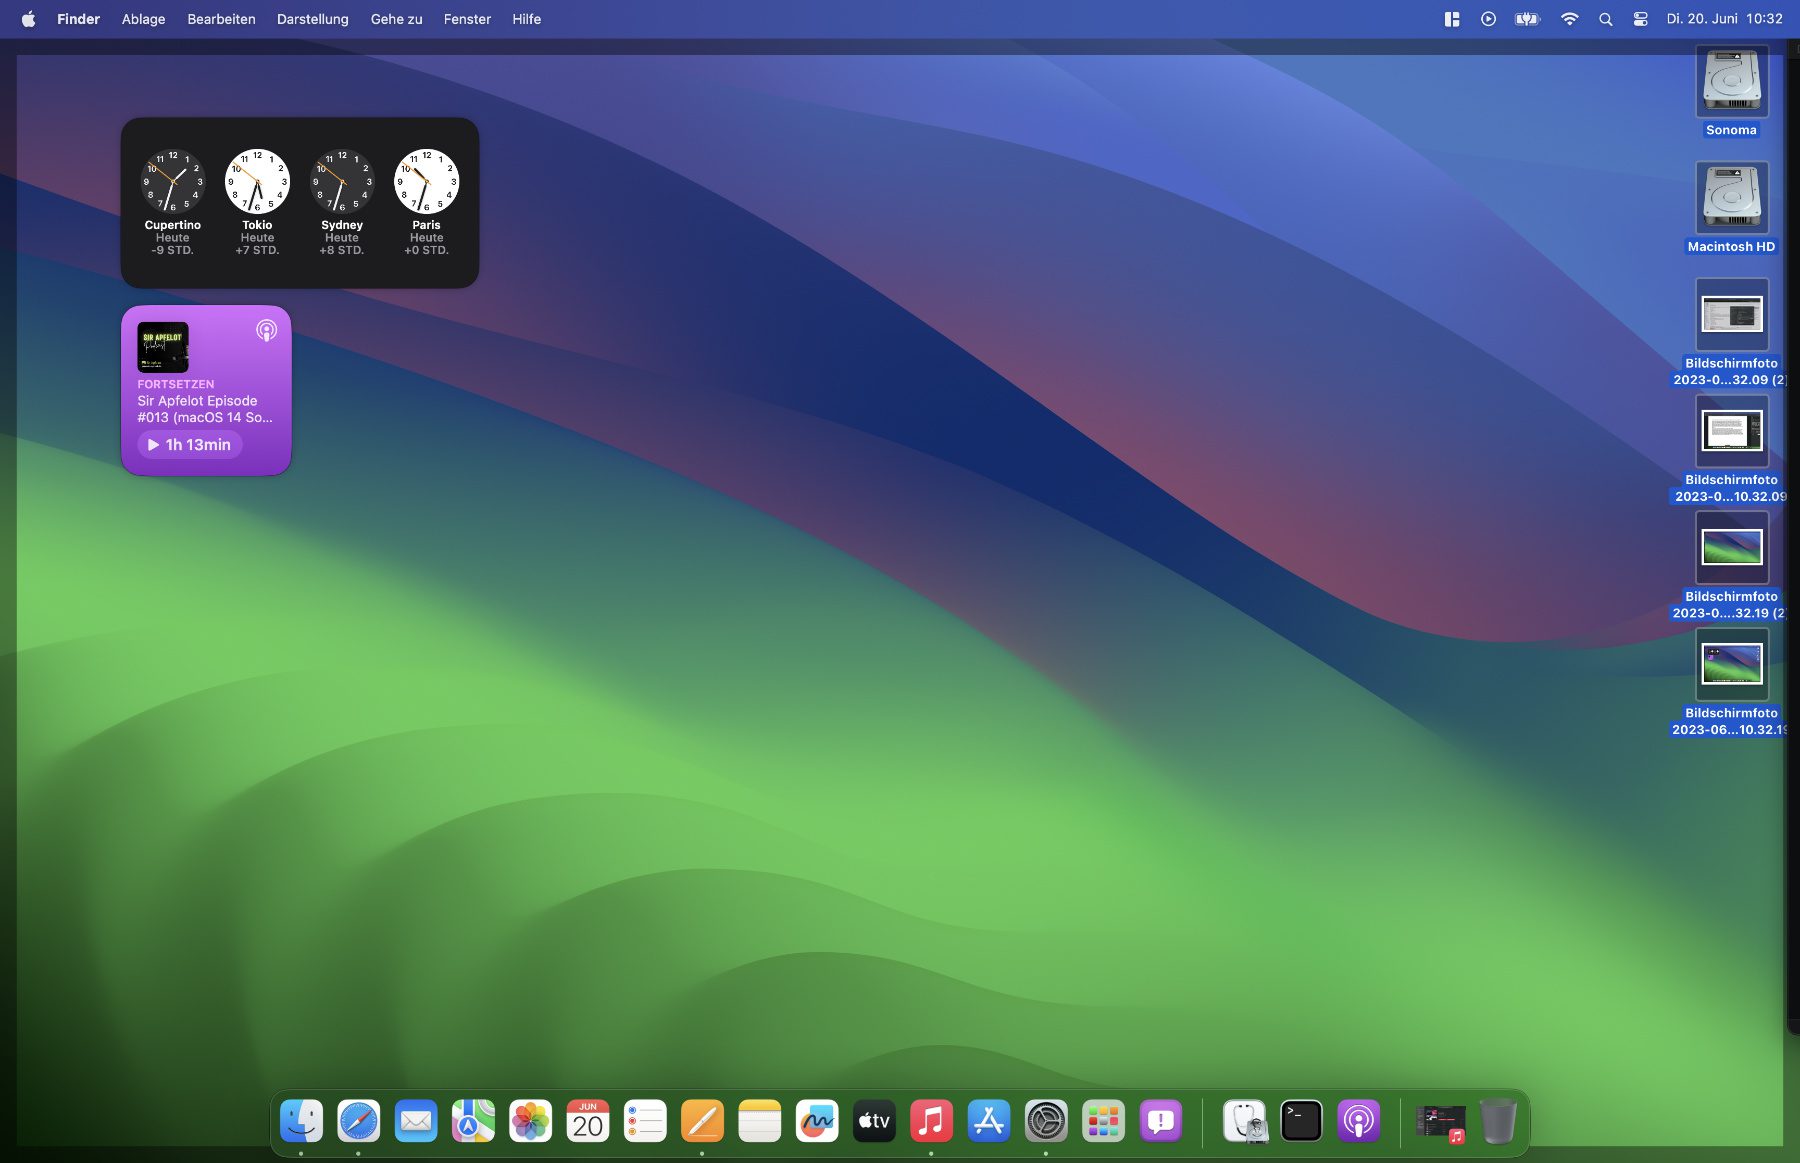 Finder Ablage Bearbeiten Darstellung Gehe zu Fenster Hilfe Di. 20. Juni 10:32
Cupertino
Heute
-9 STD.
Tokio
Heute
+7 STD.
Sydney
Heute
+8 STD.
Paris
Heute
+0 STD.
SIR APFELOT
Podcast
FORTSETZEN
Sir Apfelot Episode
#013 (macOS 14 So...
1h 13min
Sonoma
Macintosh HD
Bildschirmfoto
2023-0...32.09 (2)
Bildschirmfoto
2023-0...10.32.09
Bildschirmfoto
2023-0....32.19 (2)
Bildschirmfoto
2023-06...10.32.19
JUN
20
tv